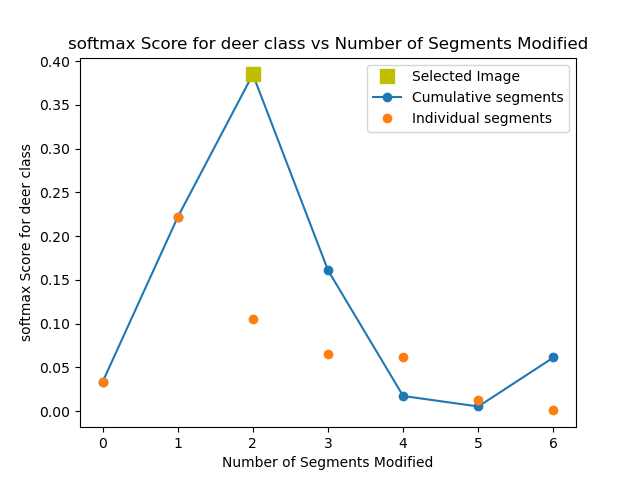 softmax Score for deer class vs Number of Segments Modified
0.40
0.35
0.30
0.25
0.20
0.15
0.10
0.05
0.00
softmax Score for deer class
Selected Image
Cumulative segments
Individual segments
0 1 2 3 4 5 6
Number of Segments Modified